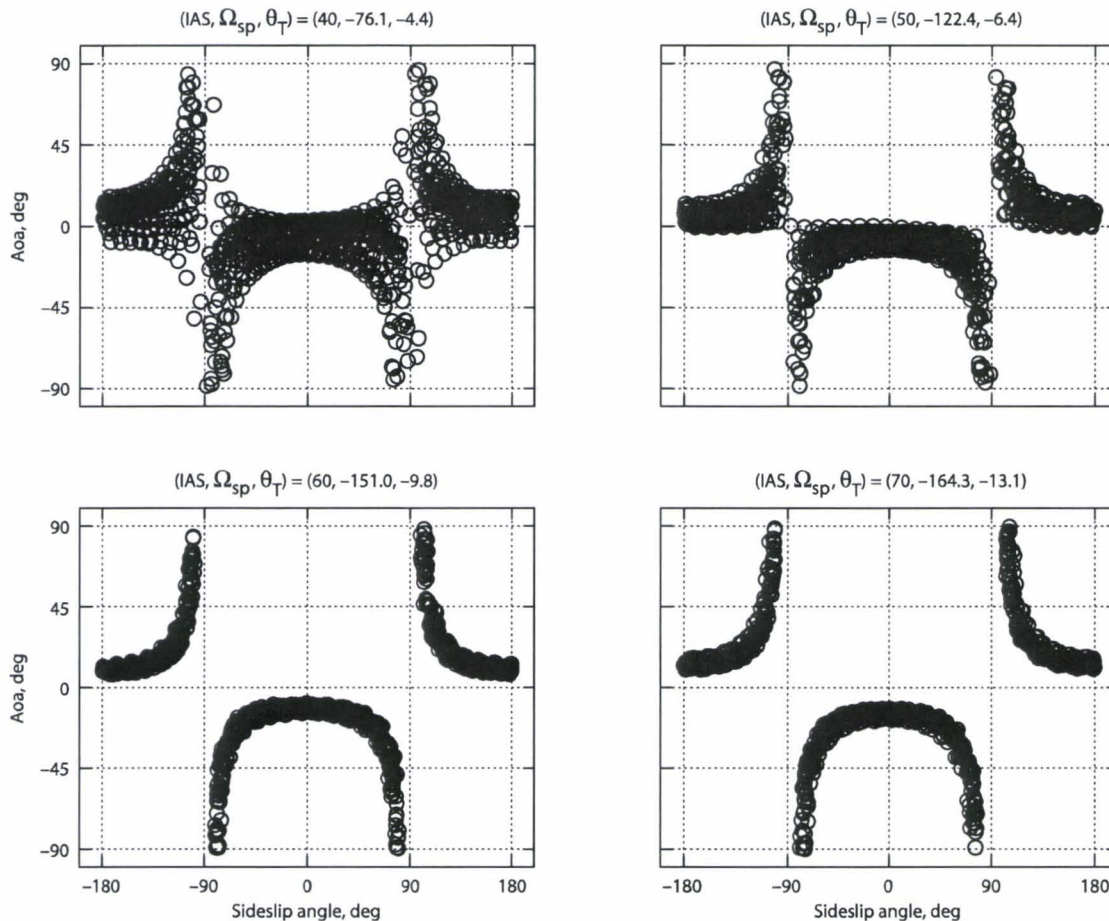 (IAS, Ωsp, θT) = (40, −76.1, −4.4)
(IAS, Ωsp, θT) = (50, −122.4, −6.4)
90
45
0
−45
−90
Aoa, deg
(IAS, Ωsp, θT) = (60, −151.0, −9.8)
(IAS, Ωsp, θT) = (70, −164.3, −13.1)
90
45
0
−45
−90
Aoa, deg
−180 −90 0 90 180
−180 −90 0 90 180
Sideslip angle, deg
Sideslip angle, deg